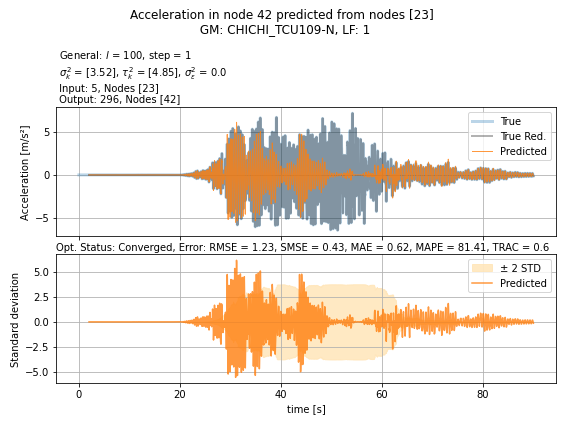 Acceleration in node 42 predicted from nodes [23]
GM: CHICHI_TCU109-N, LF: 1
General: l = 100, step = 1
σ²ₖ = [3.52], τ²ₖ = [4.85], σ²ε = 0.0
Input: 5, Nodes [23]
Output: 296, Nodes [42]
Acceleration [m/s²]
5
0
−5
True
True Red.
Predicted
Opt. Status: Converged, Error: RMSE = 1.23, SMSE = 0.43, MAE = 0.62, MAPE = 81.41, TRAC = 0.6
Standard deviation
5.0
2.5
0.0
−2.5
−5.0
± 2 STD
Predicted
0 20 40 60 80
time [s]